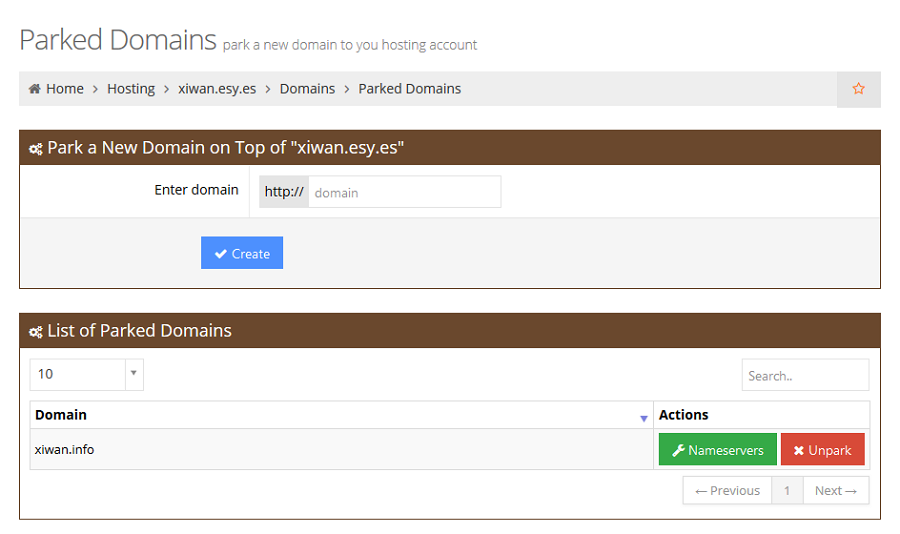 Parked Domains park a new domain to you hosting account
Home > Hosting > xiwan.esy.es > Domains > Parked Domains
Park a New Domain on Top of "xiwan.esy.es"
Enter domain http:// domain
Create
List of Parked Domains
10 Search..
Domain Actions
xiwan.info Nameservers Unpark
← Previous 1 Next →